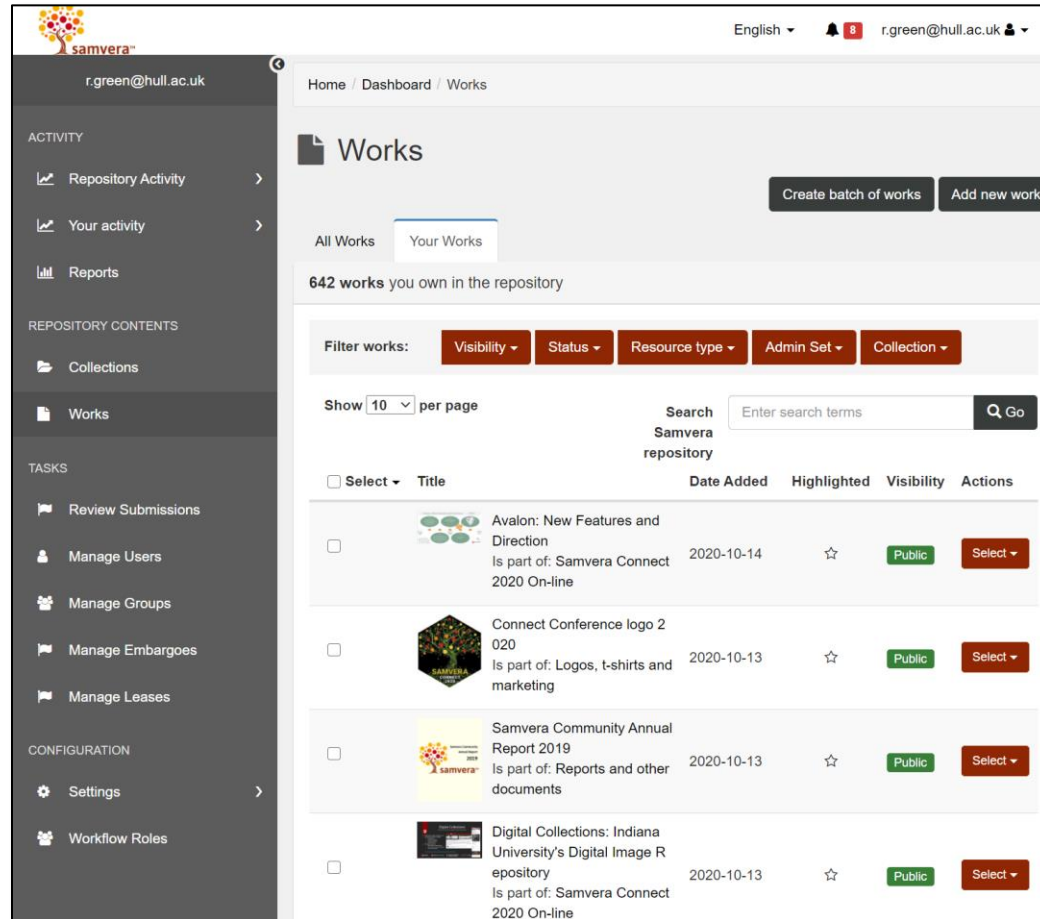 samvera™
English
8
r.green@hull.ac.uk
r.green@hull.ac.uk
ACTIVITY
Repository Activity
Your activity
Reports
REPOSITORY CONTENTS
Collections
Works
TASKS
Review Submissions
Manage Users
Manage Groups
Manage Embargoes
Manage Leases
CONFIGURATION
Settings
Workflow Roles
Home / Dashboard / Works
Works
Create batch of works
Add new work
All Works
Your Works
642 works you own in the repository
Filter works:
Visibility
Status
Resource type
Admin Set
Collection
Show 10 per page
Search
Samvera
repository
Enter search terms
Go
Select
Title
Date Added
Highlighted
Visibility
Actions
Avalon: New Features and
Direction
Is part of: Samvera Connect
2020 On-line
2020-10-14
Public
Select
SAMVERA
CONNECT
Connect Conference logo 2
020
Is part of: Logos, t-shirts and
marketing
2020-10-13
Public
Select
2019
samvera™
Samvera Community Annual
Report 2019
Is part of: Reports and other
documents
2020-10-13
Public
Select
Digital Collections: Indiana
University's Digital Image R
epository
Is part of: Samvera Connect
2020 On-line
2020-10-13
Public
Select